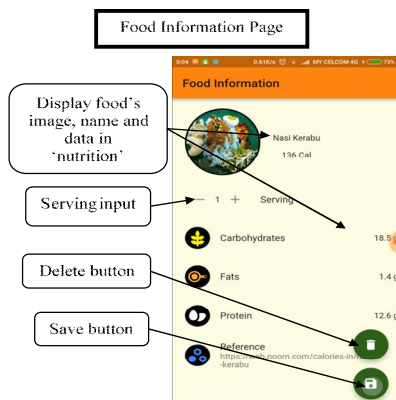 Food Information Page
0:04 0.61K/s MY CELCOM 4G 73%
Food Information
Display food's
image, name and
data in
'nutrition'
Nasi Kerabu
136 Cal
Serving input
1 Serving
Carbohydrates 18.5 g
Delete button
Fats 1.4 g
Protein 12.6 g
Save button
Reference
https://web.noom.com/calories-in/
-kerabu